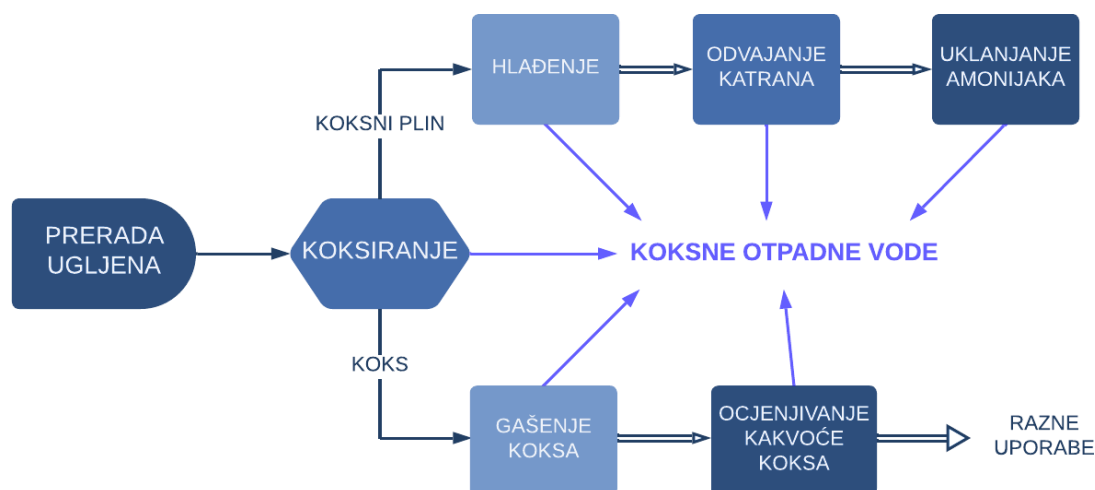 HLAĐENJE
ODVAJANJE
KATRANA
UKLANJANJE
AMONIJAKA
KOKSNI PLIN
PRERADA
UGLJENA
KOKSIRANJE
KOKSNE OTPADNE VODE
KOKS
GAŠENJE
KOKSA
OCJENJIVANJE
KAKVOĆE
KOKSA
RAZNE
UPORABE